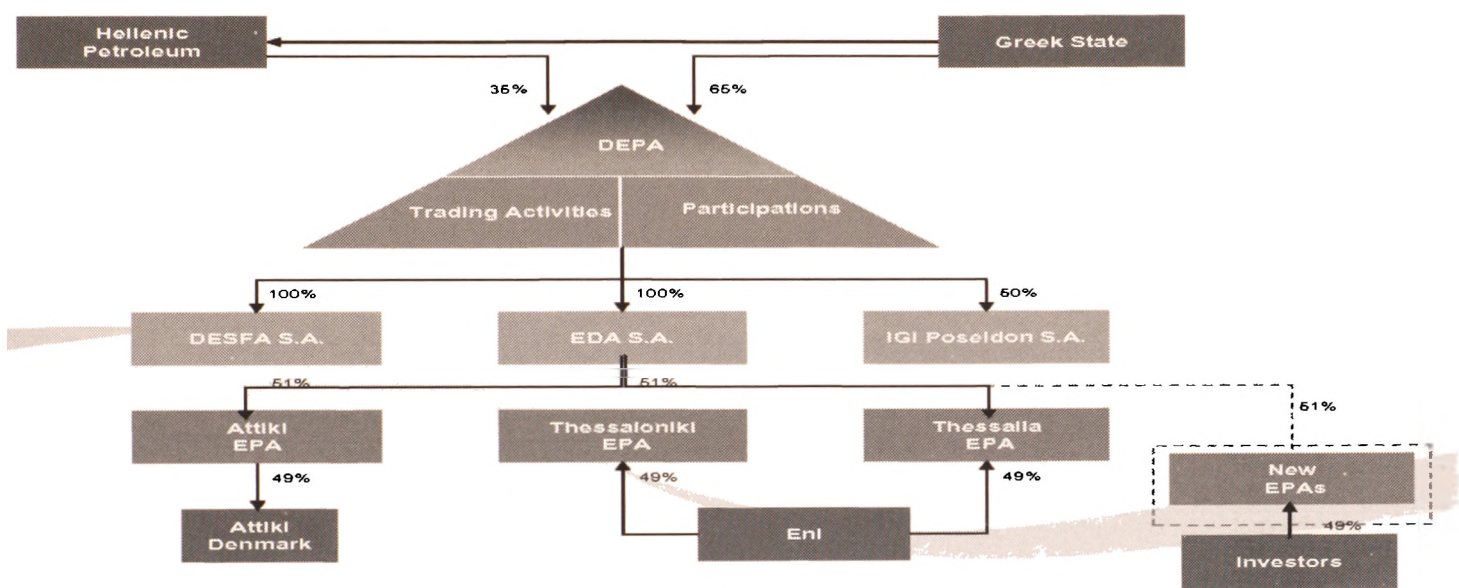 Hellenic
Petroleum
Greek State
35%
65%
DEPA
Trading Activities
Participations
100%
100%
50%
DESFA S.A.
EDA S.A.
IGI Poseidon S.A.
51%
51%
51%
Attiki
EPA
Thessaloniki
EPA
Thessalia
EPA
49%
49%
49%
New
EPAs
Attiki
Denmark
Eni
49%
Investors